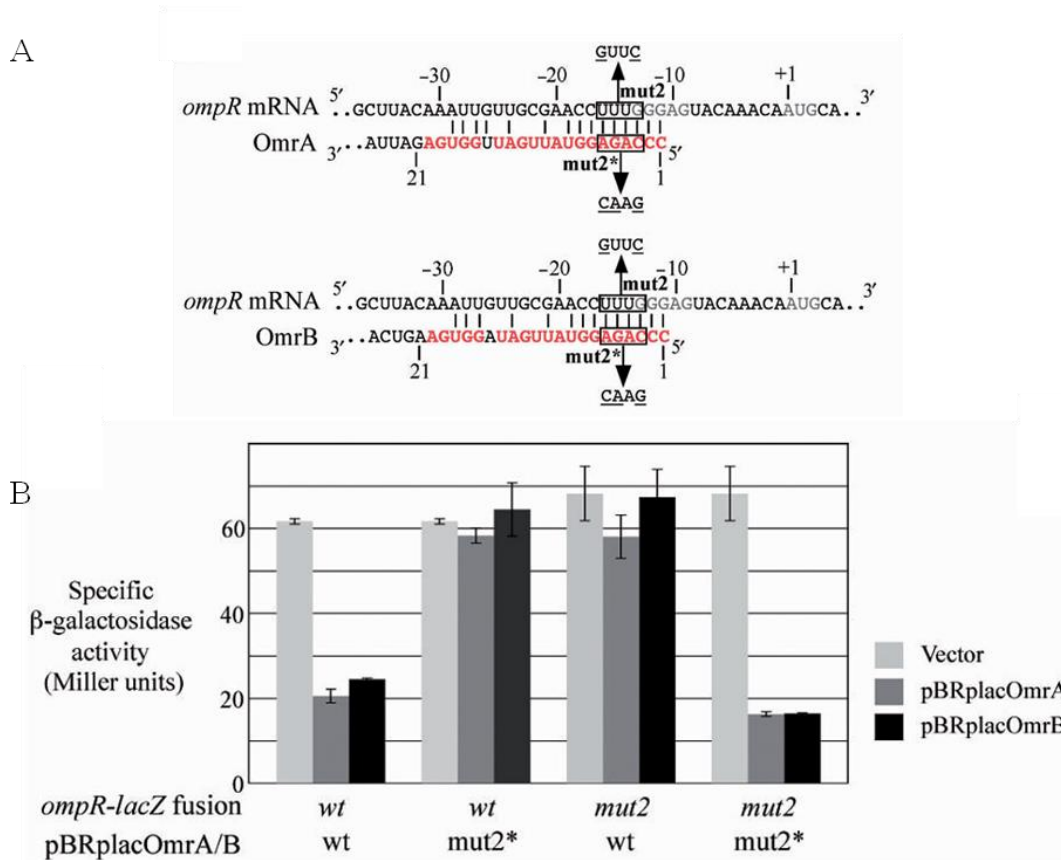 A
GUUC
−30 −20 mut2 −10 +1
ompR mRNA 5′ ..GCUUACAAAUUGUUGCGAACCUUUGGGAGUACAAACAAUGCA.. 3′
OmrA 3′ ..AUUAGAGUGGUUAGUUAUGGAGACCC 5′
21 mut2* 1
CAAG
GUUC
−30 −20 mut2 −10 +1
ompR mRNA 5′ ..GCUUACAAAUUGUUGCGAACCUUUGGGAGUACAAACAAUGCA.. 3′
OmrB 3′ ..ACUGAAGUGGAUAGUUAUGGAGACCC 5′
21 mut2* 1
CAAG
B
60
40
20
0
Specific
β-galactosidase
activity
(Miller units)
Vector
pBRplacOmrA
pBRplacOmrB
ompR-lacZ fusion wt wt mut2 mut2
pBRplacOmrA/B wt mut2* wt mut2*